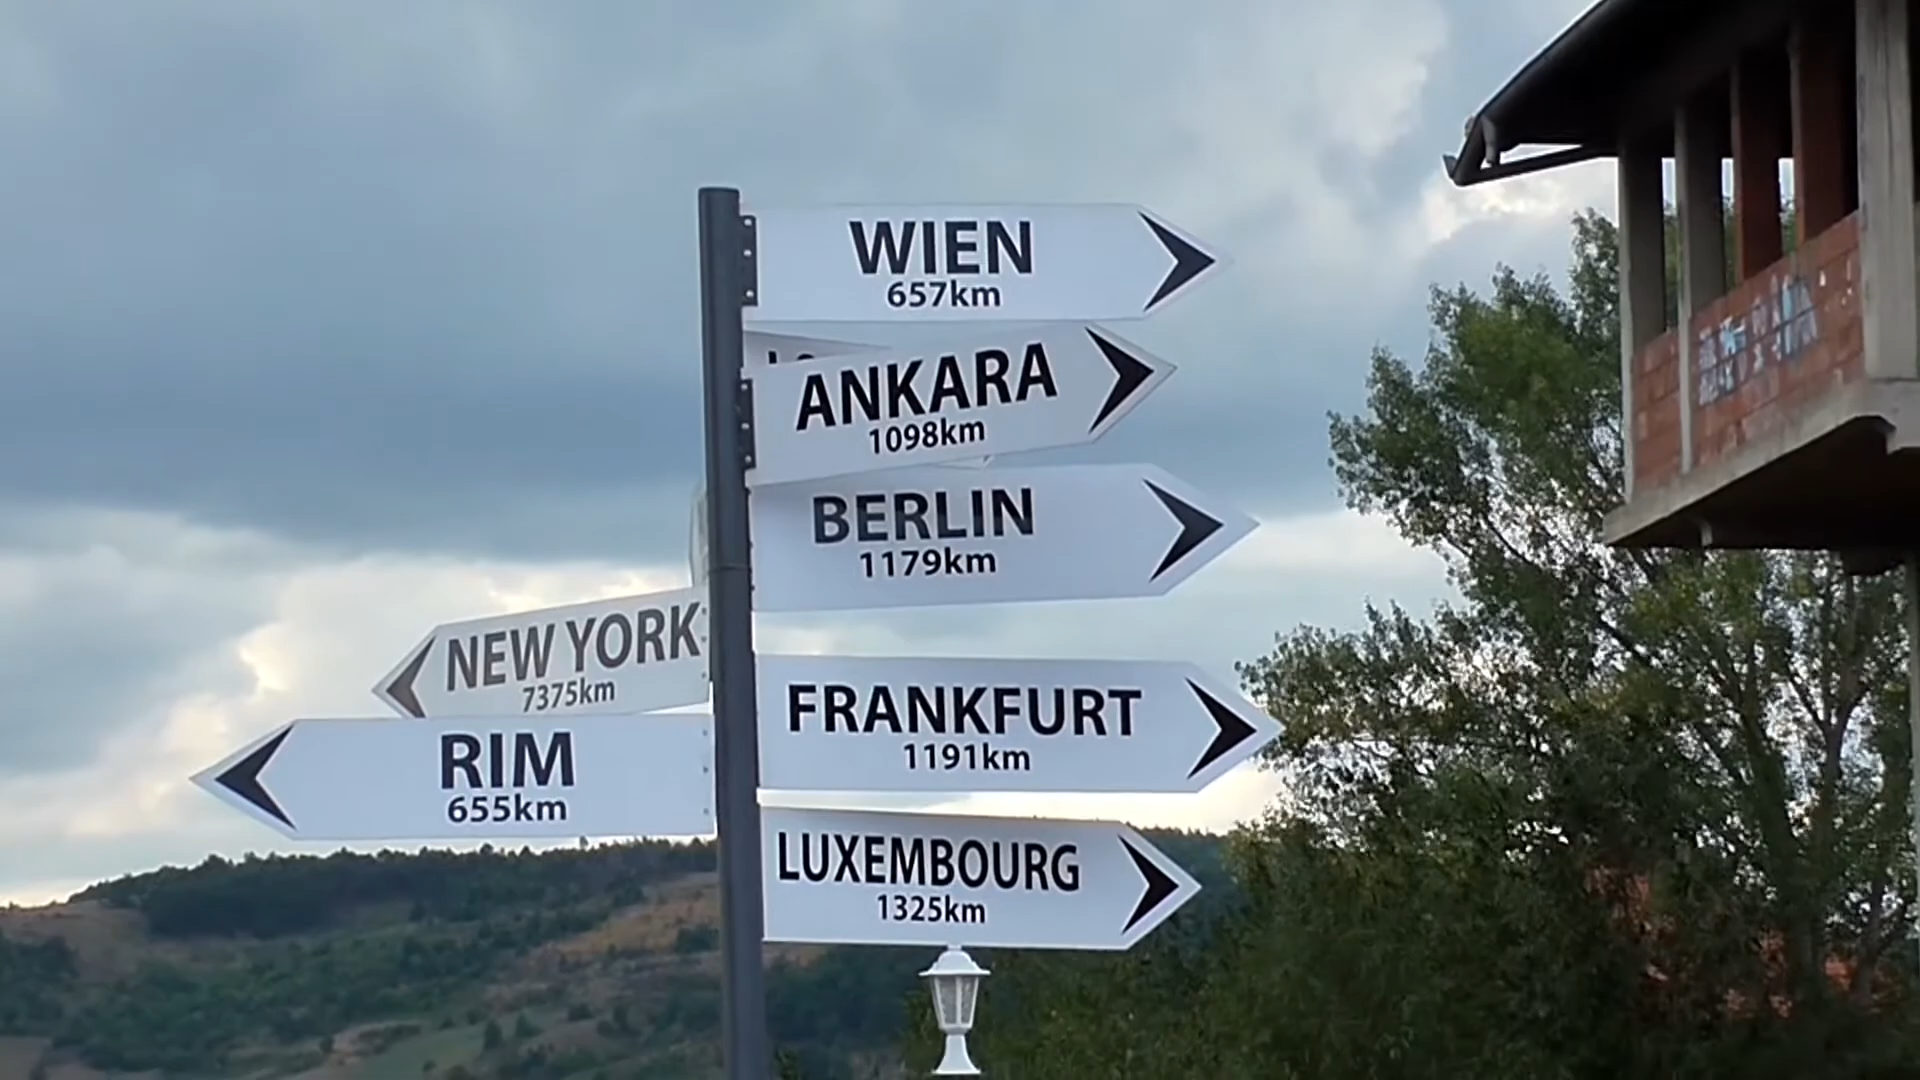 WIEN
657km
ANKARA
1098km
BERLIN
1179km
NEW YORK
7375km
FRANKFURT
1191km
RIM
655km
LUXEMBOURG
1325km